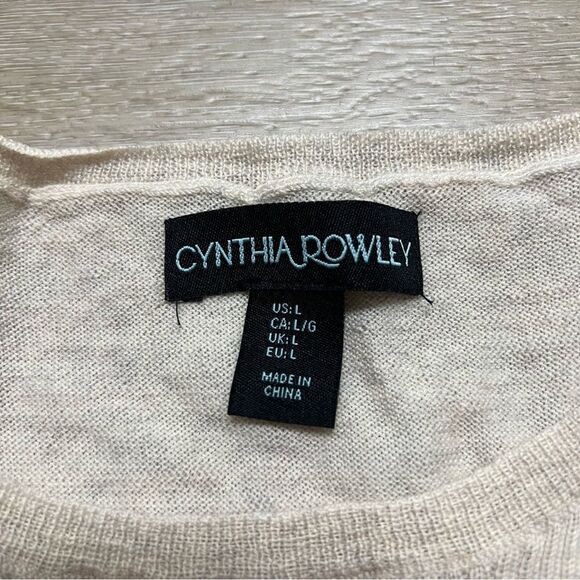 CYNTHIA ROWLEY
US: L
CA: L/G
UK: L
EU: L
MADE IN
CHINA